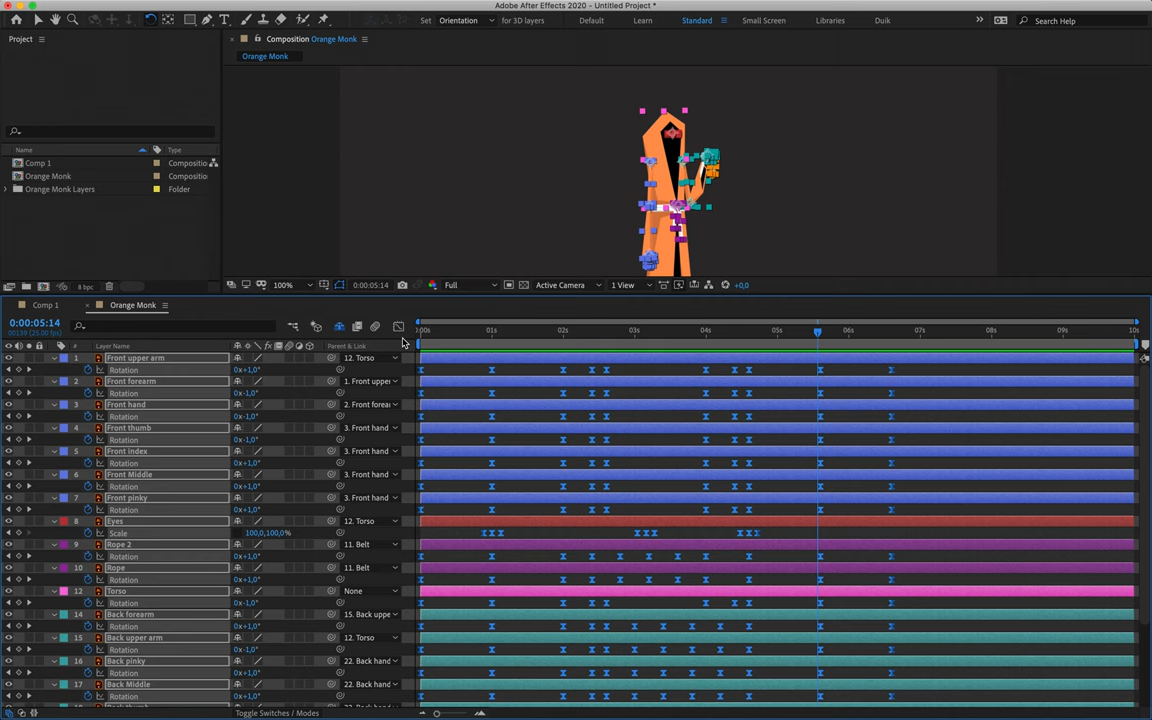 Adobe After Effects 2020 - Untitled Project *
Set Orientation for 3D layers Default Learn Standard Small Screen Libraries Duik Search Help
Project
Composition Orange Monk
Orange Monk
Name Type
Comp 1 Compositio
Orange Monk Compositio
Orange Monk Layers Folder
8 bpc
100% 0:00:05:14 Full Active Camera 1 View +0,0
Comp 1 Orange Monk
0:00:05:14
00139 (25.00 fps)
:00s 01s 02s 03s 04s 05s 06s 07s 08s 09s 10s
# Layer Name fx Parent & Link
1 Front upper arm 12. Torso
Rotation 0x+1,0°
2 Front forearm 1. Front upper
Rotation 0x-1,0°
3 Front hand 2. Front forear
Rotation 0x-1,0°
4 Front thumb 3. Front hand
Rotation 0x-1,0°
5 Front index 3. Front hand
Rotation 0x+1,0°
6 Front Middle 3. Front hand
Rotation 0x+1,0°
7 Front pinky 3. Front hand
Rotation 0x+1,0°
8 Eyes 12. Torso
Scale 100,0,100,0%
9 Rope 2 11. Belt
Rotation 0x+1,0°
10 Rope 11. Belt
Rotation 0x+1,0°
12 Torso None
Rotation 0x-1,0°
14 Back forearm 15. Back uppe
Rotation 0x+1,0°
15 Back upper arm 12. Torso
Rotation 0x-1,0°
16 Back pinky 22. Back hand
Rotation 0x+1,0°
17 Back Middle 22. Back hand
Rotation 0x+1,0°
Toggle Switches / Modes